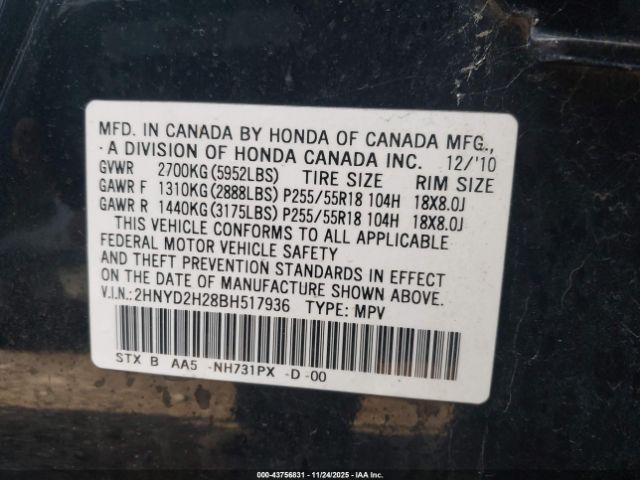 MFD. IN CANADA BY HONDA OF CANADA MFG.,
A DIVISION OF HONDA CANADA INC. 12/'10
GVWR 2700KG(5952LBS) TIRE SIZE RIM SIZE
GAWR F 1310KG(2888LBS) P255/55R18 104H 18X8.0J
GAWR R 1440KG(3175LBS) P255/55R18 104H 18X8.0J
THIS VEHICLE CONFORMS TO ALL APPLICABLE
FEDERAL MOTOR VEHICLE SAFETY
AND THEFT PREVENTION STANDARDS IN EFFECT
ON THE DATE OF MANUFACTURE SHOWN ABOVE.
V.I.N.: 2HNYD2H28BH517936 TYPE: MPV
STX B AA5 -NH731PX -D -00
000-43756831 - 11/24/2025 - IAA Inc.